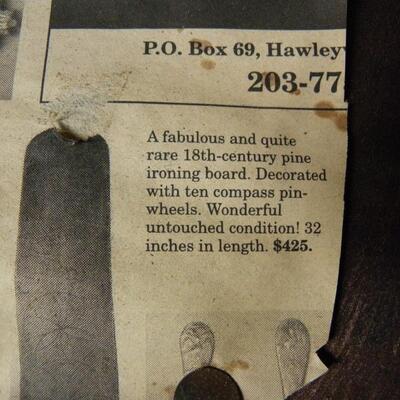 P.O. Box 69,
203-77
A fabulous and quite
rare 18th-century pine
ironing board. Decorated
with ten compass pin-
wheels. Wonderful
untouched condition! 32
inches in length. $425.